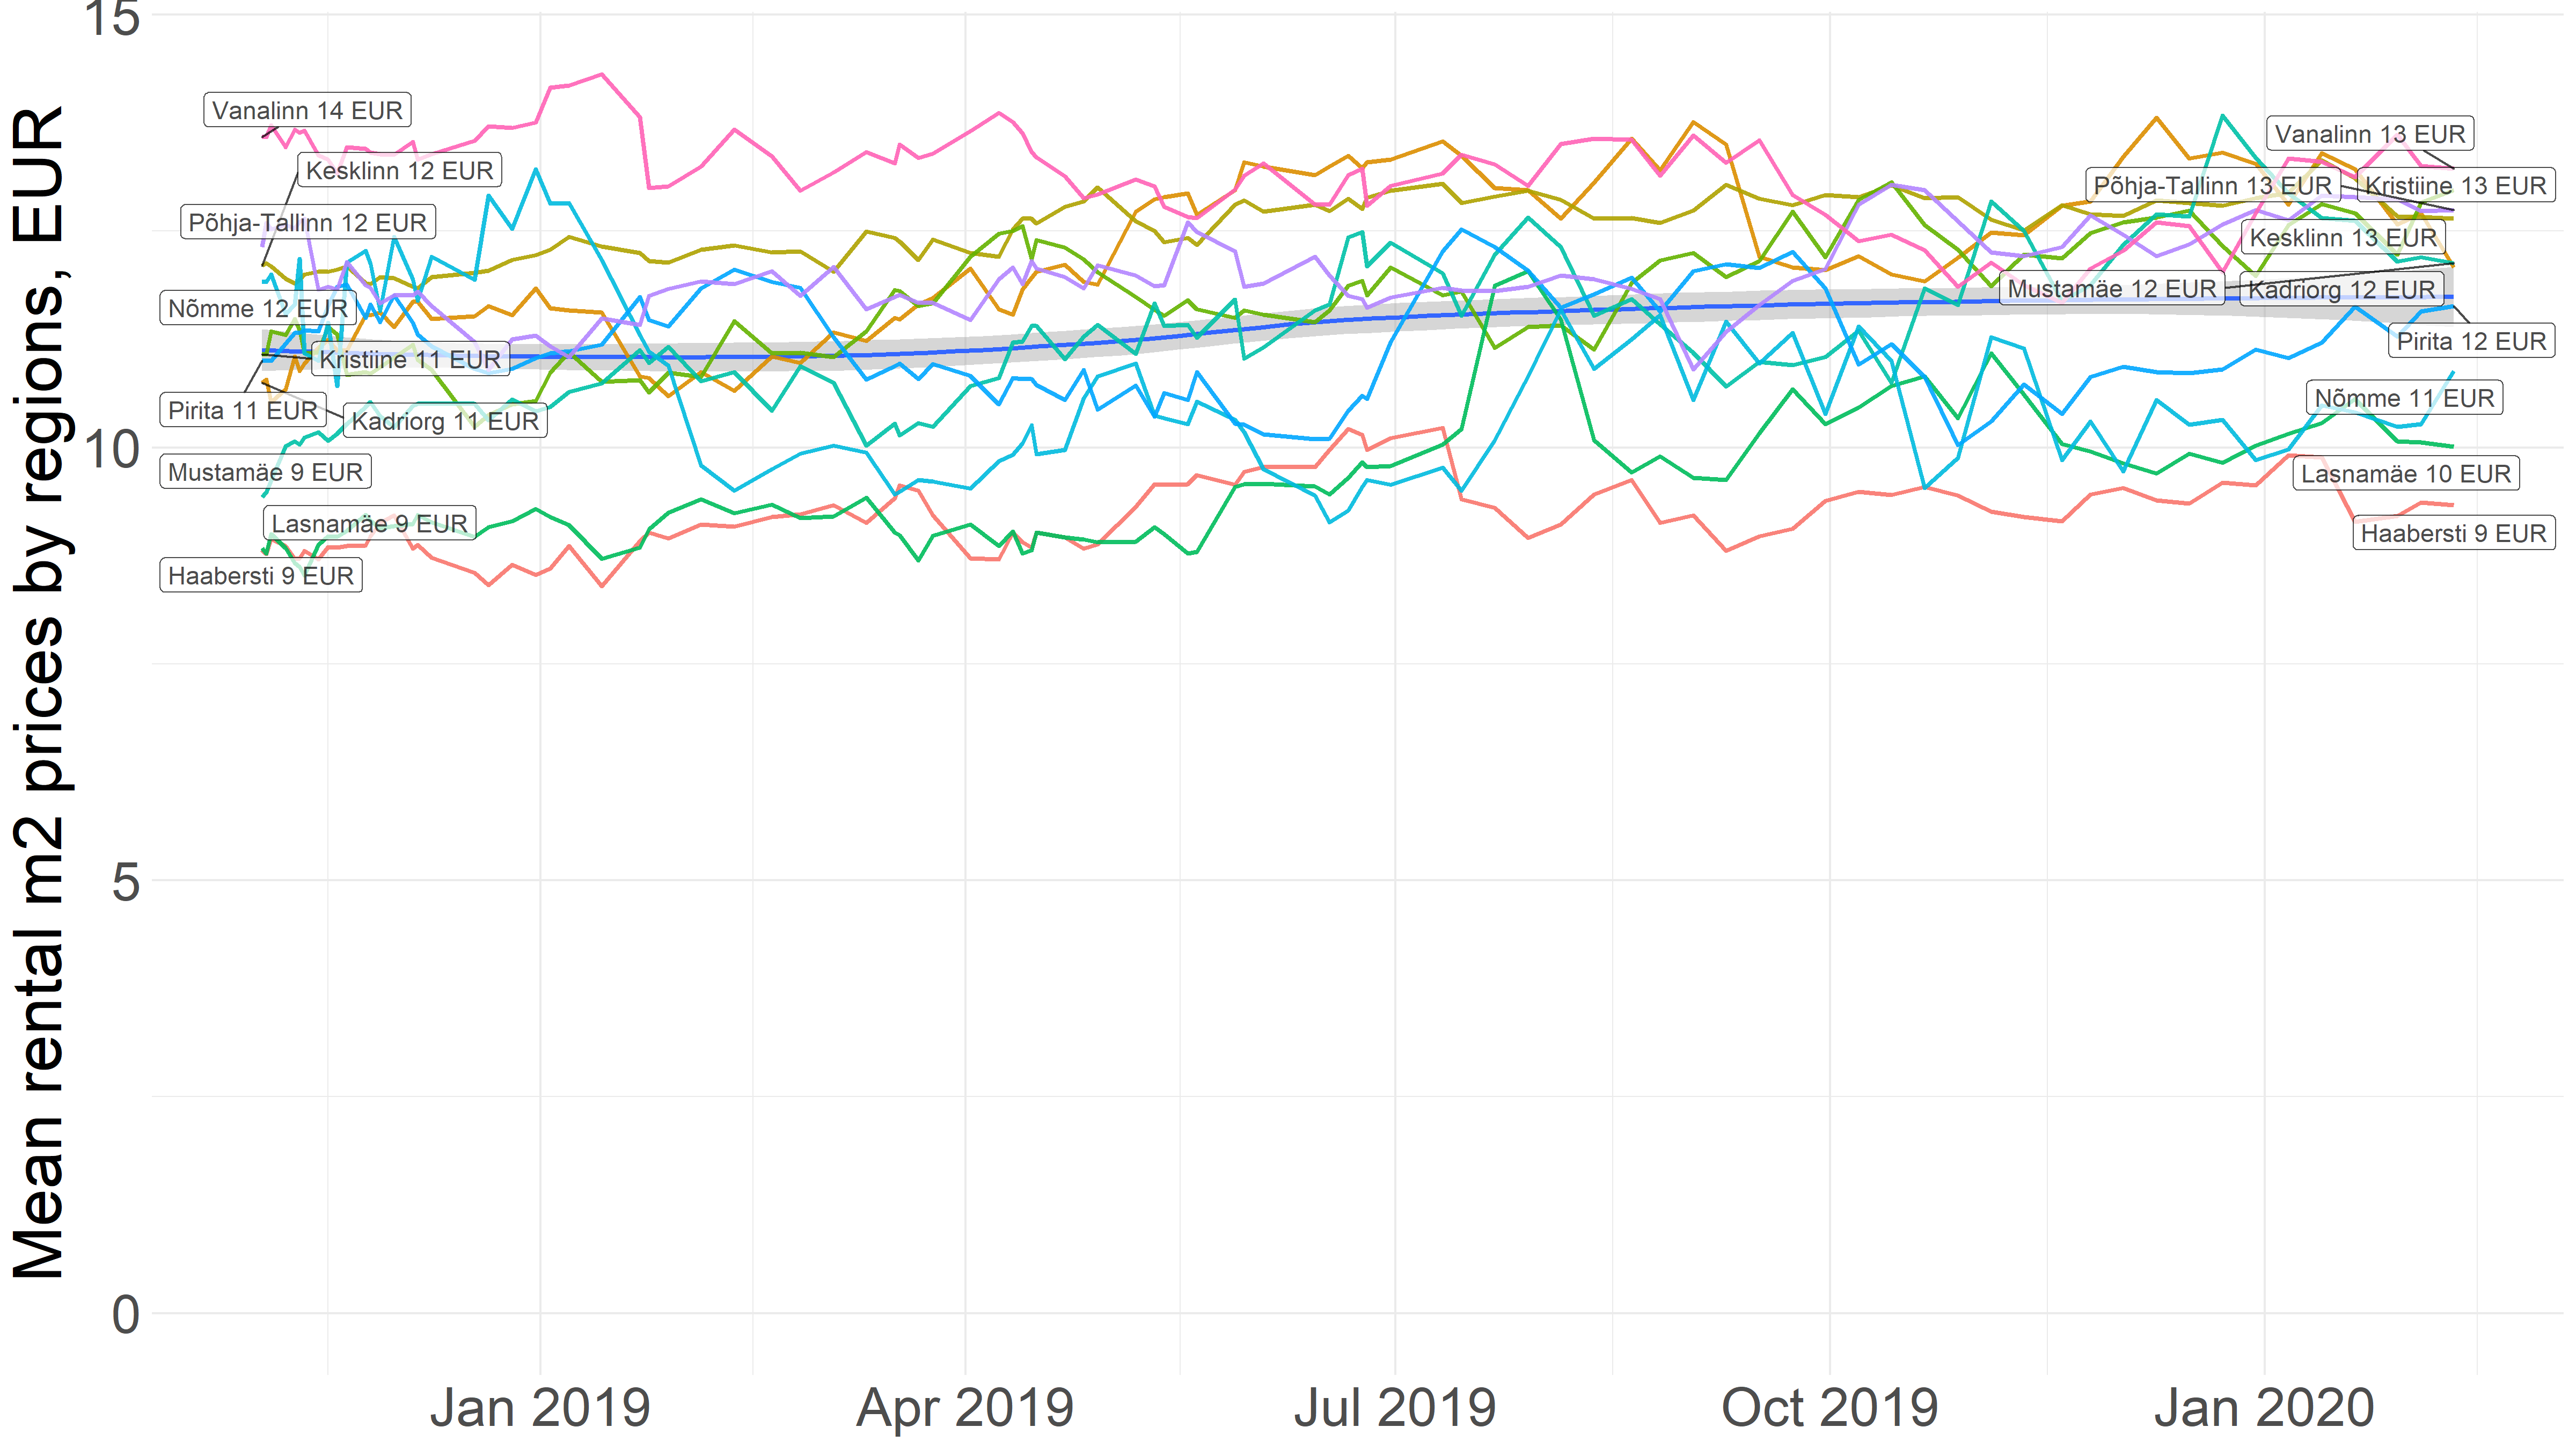 Mean rental m2 prices by regions, EUR
15
10
5
0
Vanalinn 14 EUR
Kesklinn 12 EUR
Põhja-Tallinn 12 EUR
Nõmme 12 EUR
Kristiine 11 EUR
Pirita 11 EUR
Kadriorg 11 EUR
Mustamäe 9 EUR
Lasnamäe 9 EUR
Haabersti 9 EUR
Vanalinn 13 EUR
Põhja-Tallinn 13 EUR
Kristiine 13 EUR
Kesklinn 13 EUR
Mustamäe 12 EUR
Kadriorg 12 EUR
Pirita 12 EUR
Nõmme 11 EUR
Lasnamäe 10 EUR
Haabersti 9 EUR
Jan 2019
Apr 2019
Jul 2019
Oct 2019
Jan 2020